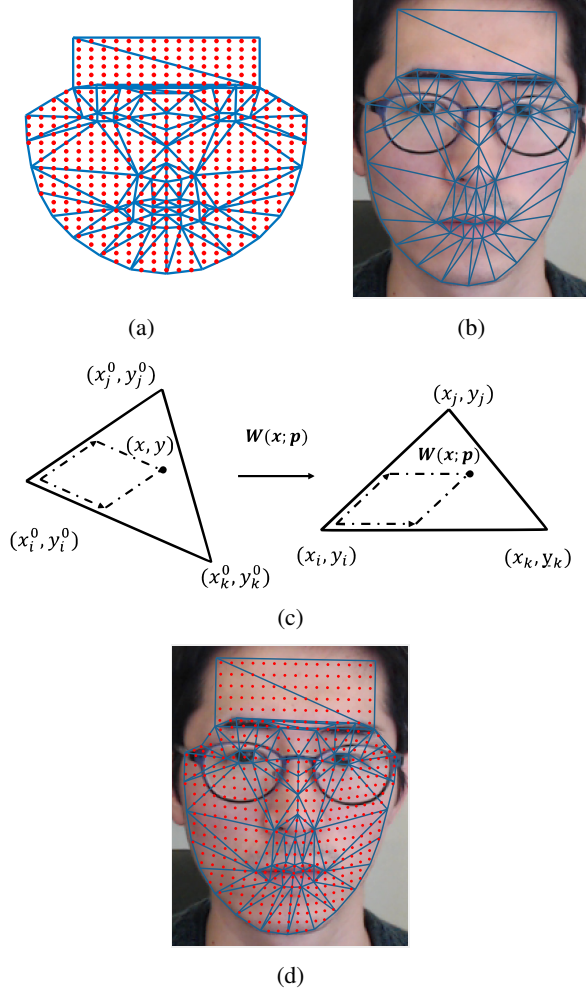 (a)
(b)
(x_j^0, y_j^0)
(x, y)
(x_i^0, y_i^0)
(x_k^0, y_k^0)
W(x; p)
(x_j, y_j)
W(x; p)
(x_i, y_i)
(x_k, y_k)
(c)
(d)